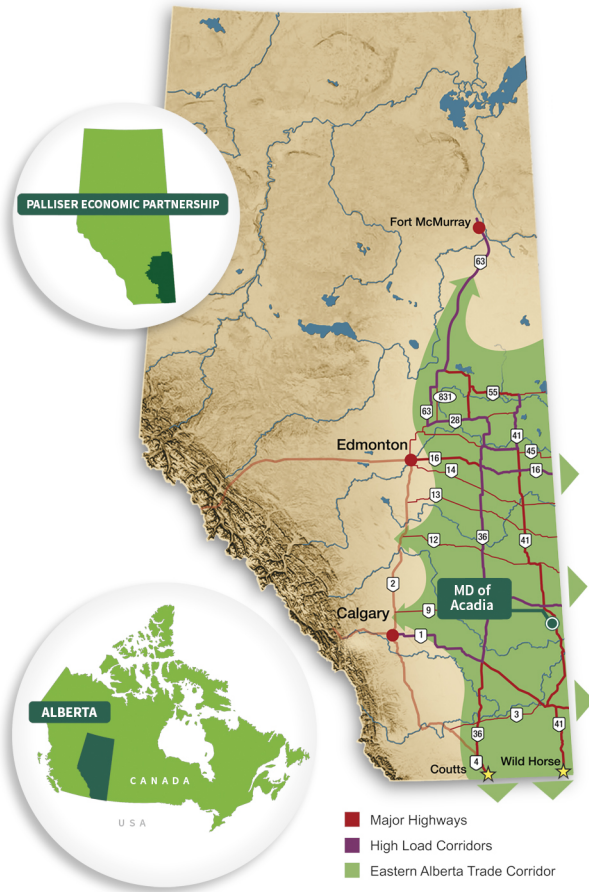 PALLISER ECONOMIC PARTNERSHIP
Fort McMurray
63
55
831
63
28
41
45
Edmonton
16
16
14
13
36
41
12
2
MD of
Acadia
9
Calgary
1
3
36
41
4
Coutts
Wild Horse
ALBERTA
CANADA
USA
Major Highways
High Load Corridors
Eastern Alberta Trade Corridor